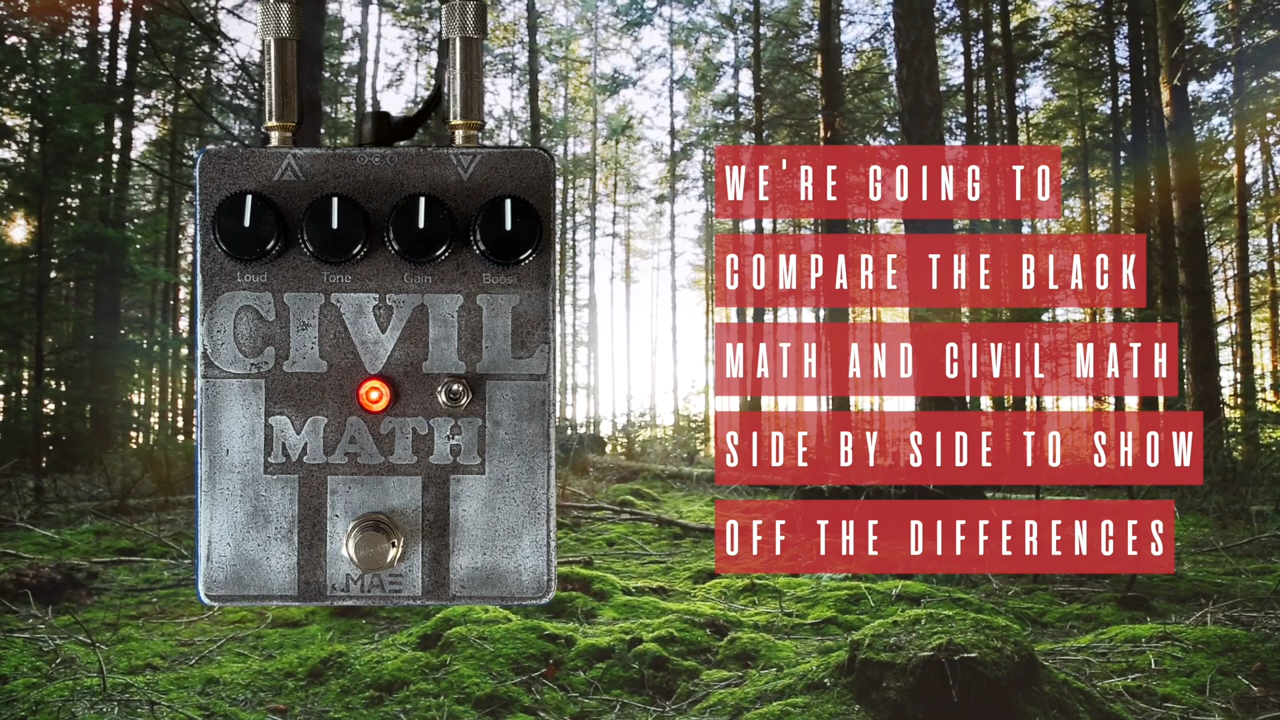 Loud Tone Gain Boost
CIVIL
MATH
MAE
WE'RE GOING TO
COMPARE THE BLACK
MATH AND CIVIL MATH
SIDE BY SIDE TO SHOW
OFF THE DIFFERENCES